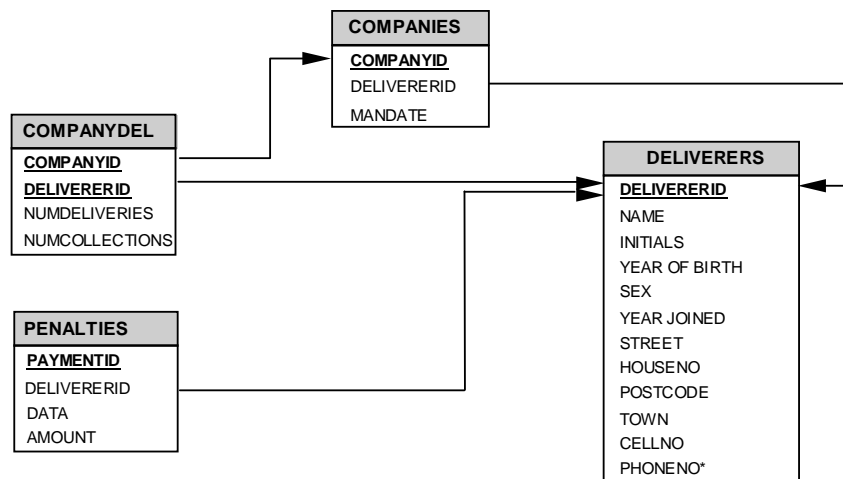 COMPANIES
COMPANYID
DELIVERERID
MANDATE
COMPANYDEL
COMPANYID
DELIVERERID
NUMDELIVERIES
NUMCOLLECTIONS
DELIVERERS
DELIVERERID
NAME
INITIALS
YEAR OF BIRTH
SEX
YEAR JOINED
STREET
HOUSENO
POSTCODE
TOWN
CELLNO
PHONENO*
PENALTIES
PAYMENTID
DELIVERERID
DATA
AMOUNT